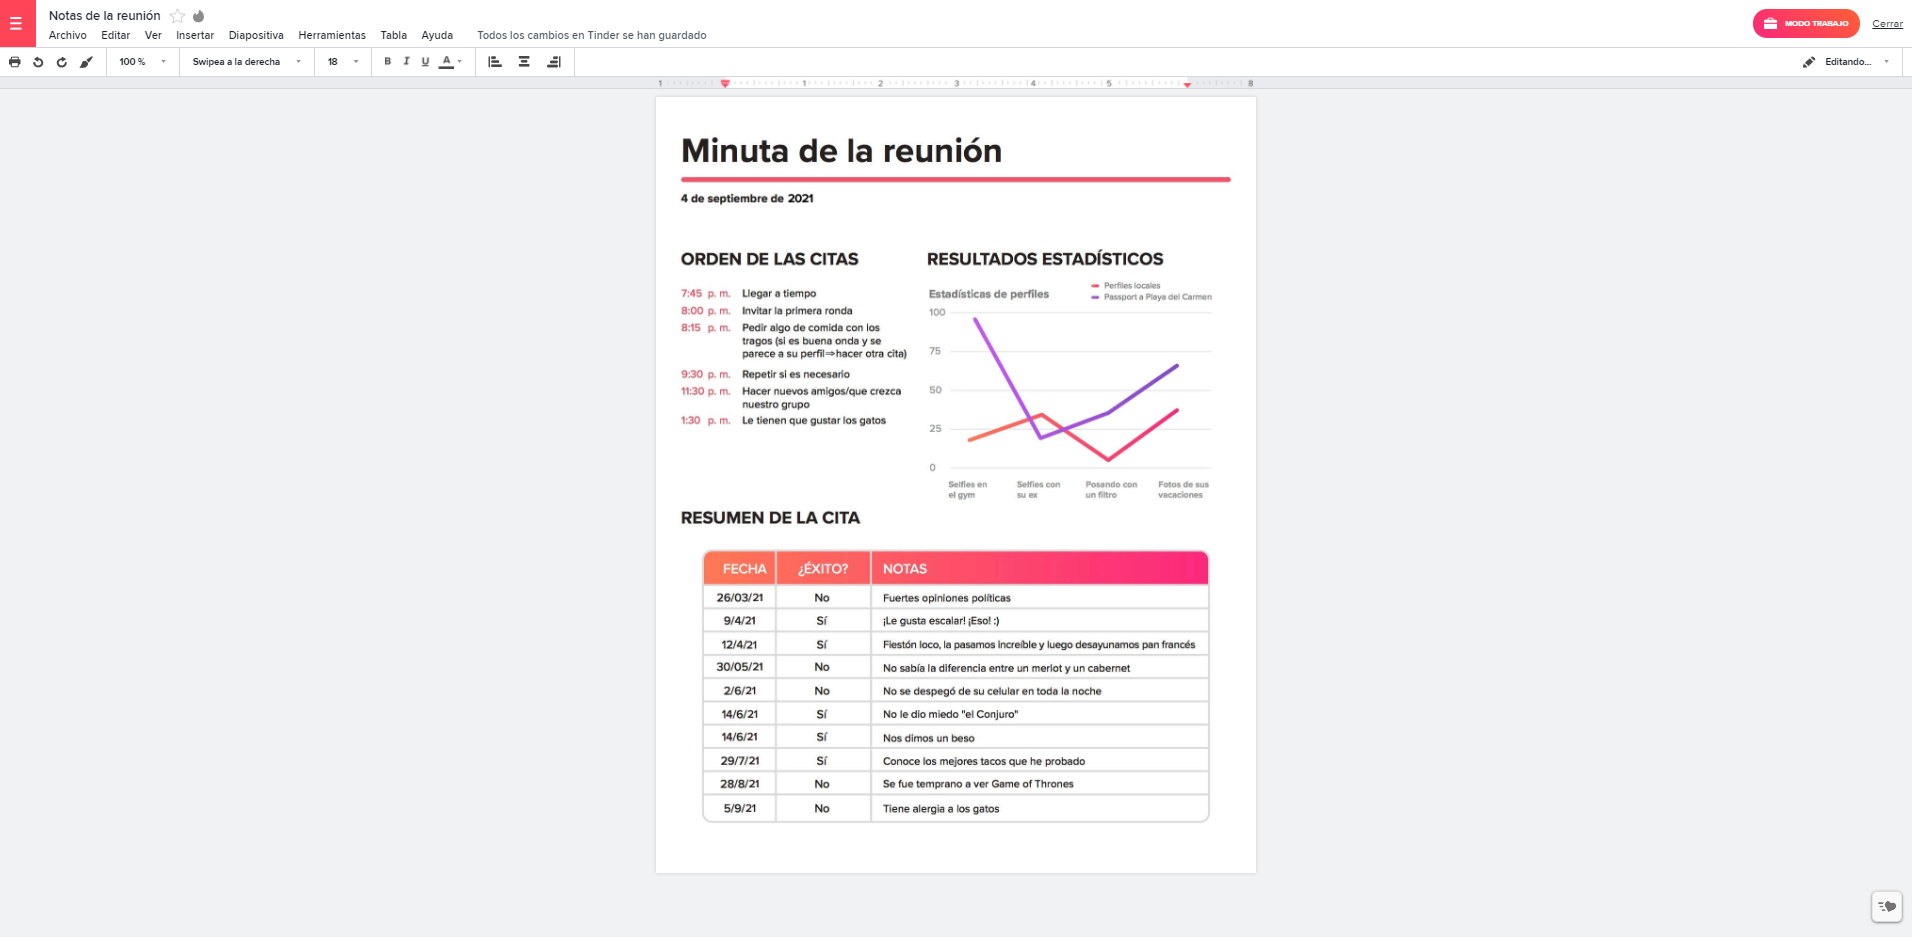 Notas de la reunión
Archivo Editar Ver Insertar Diapositiva Herramientas Tabla Ayuda Todos los cambios en Tinder se han guardado
MODO TRABAJO
Cerrar
100 % Swipea a la derecha 18 B I U A Editando...
1 1 2 3 4 5 8
Minuta de la reunión
4 de septiembre de 2021
ORDEN DE LAS CITAS
7:45 p. m. Llegar a tiempo
8:00 p. m. Invitar la primera ronda
8:15 p. m. Pedir algo de comida con los
tragos (si es buena onda y se
parece a su perfil⇒hacer otra cita)
9:30 p. m. Repetir si es necesario
11:30 p. m. Hacer nuevos amigos/que crezca
nuestro grupo
1:30 p. m. Le tienen que gustar los gatos
RESULTADOS ESTADÍSTICOS
Estadísticas de perfiles
Perfiles locales
Passport a Playa del Carmen
100
75
50
25
0
Selfies en
el gym
Selfies con
su ex
Posando con
un filtro
Fotos de sus
vacaciones
RESUMEN DE LA CITA
FECHA ¿ÉXITO? NOTAS
26/03/21 No Fuertes opiniones políticas
9/4/21 Sí ¡Le gusta escalar! ¡Eso! :)
12/4/21 Sí Fiestón loco, la pasamos increíble y luego desayunamos pan francés
30/05/21 No No sabía la diferencia entre un merlot y un cabernet
2/6/21 No No se despegó de su celular en toda la noche
14/6/21 Sí No le dio miedo "el Conjuro"
14/6/21 Sí Nos dimos un beso
29/7/21 Sí Conoce los mejores tacos que he probado
28/8/21 No Se fue temprano a ver Game of Thrones
5/9/21 No Tiene alergia a los gatos